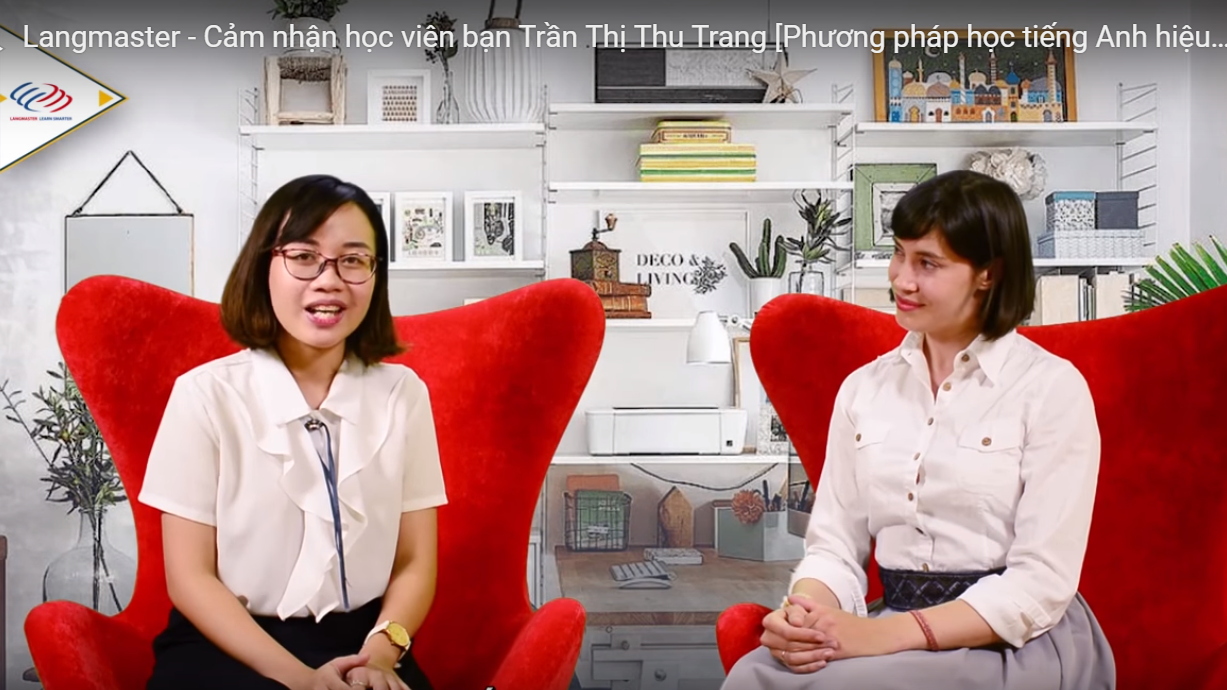 Langmaster - Cảm nhận học viên bạn Trần Thị Thu Trang [Phương pháp học tiếng Anh hiệu...
LANGMASTER LEARN SMARTER
DECO &
LIVING